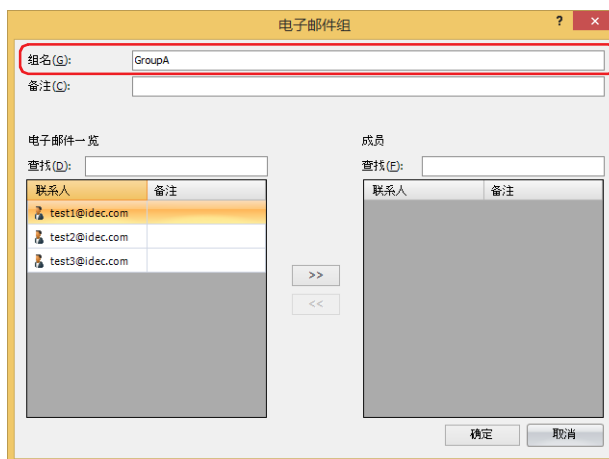 电子邮件组
?
×
组名(G): GroupA
备注(C):
电子邮件一览
成员
查找(D):
查找(F):
联系人 备注
联系人 备注
test1@idec.com
test2@idec.com
test3@idec.com
>>
<<
确定
取消